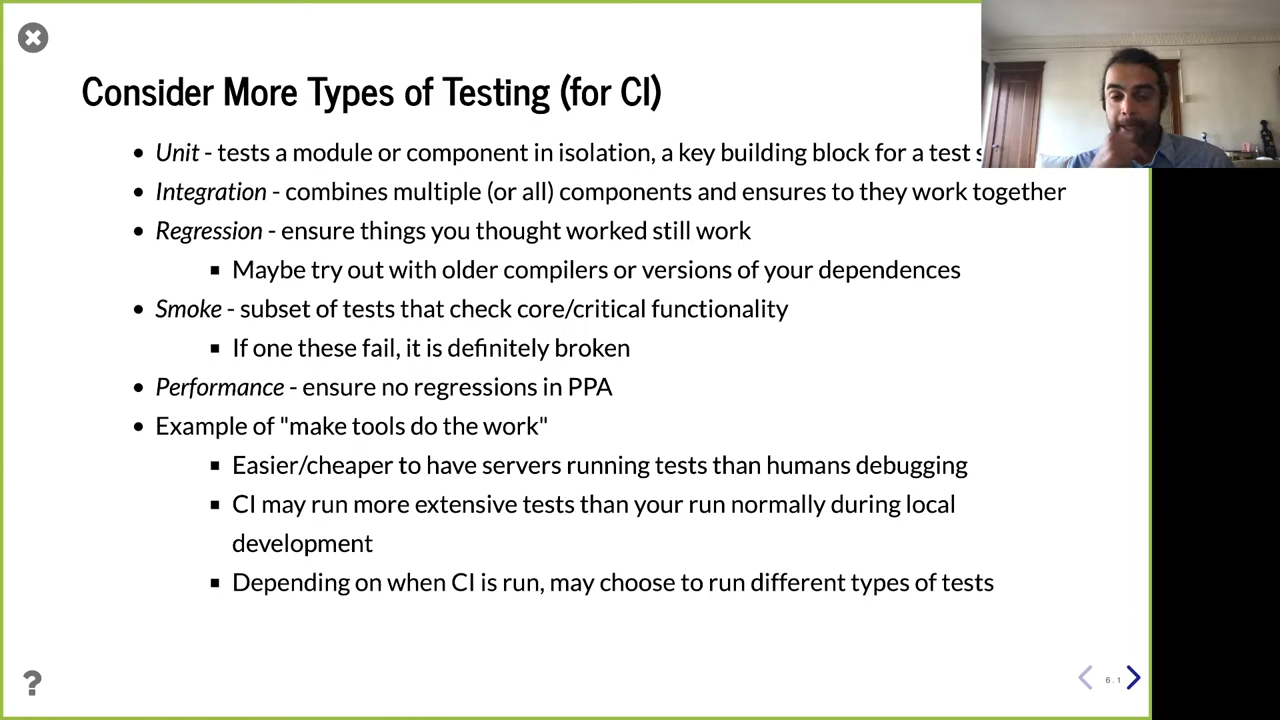 Consider More Types of Testing (for CI)
Unit - tests a module or component in isolation, a key building block for a test
Integration - combines multiple (or all) components and ensures to they work together
Regression - ensure things you thought worked still work
Maybe try out with older compilers or versions of your dependences
Smoke - subset of tests that check core/critical functionality
If one these fail, it is definitely broken
Performance - ensure no regressions in PPA
Example of "make tools do the work"
Easier/cheaper to have servers running tests than humans debugging
CI may run more extensive tests than your run normally during local
development
Depending on when CI is run, may choose to run different types of tests
?
6.1